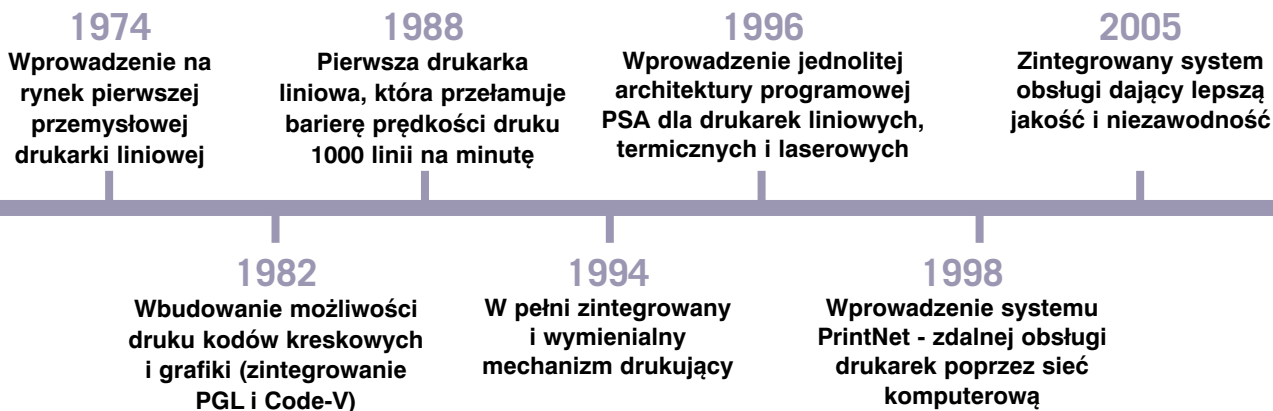 1974
Wprowadzenie na
rynek pierwszej
przemysłowej
drukarki liniowej
1982
Wbudowanie możliwości
druku kodów kreskowych
i grafiki (zintegrowanie
PGL i Code-V)
1988
Pierwsza drukarka
liniowa, która przełamuje
barierę prędkości druku
1000 linii na minutę
1994
W pełni zintegrowany
i wymienialny
mechanizm drukujący
1996
Wprowadzenie jednolitej
architektury programowej
PSA dla drukarek liniowych,
termicznych i laserowych
1998
Wprowadzenie systemu
PrintNet - zdalnej obsługi
drukarek poprzez sieć
komputerową
2005
Zintegrowany system
obsługi dający lepszą
jakość i niezawodność